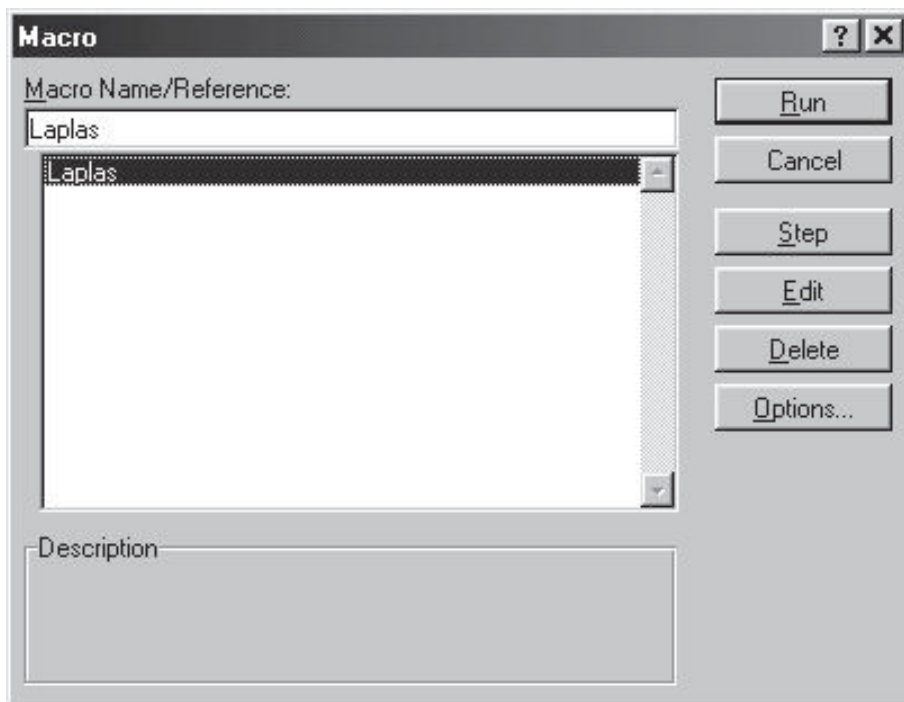 Macro
Macro Name/Reference:
Laplas
Laplas
Run
Cancel
Step
Edit
Delete
Options...
Description